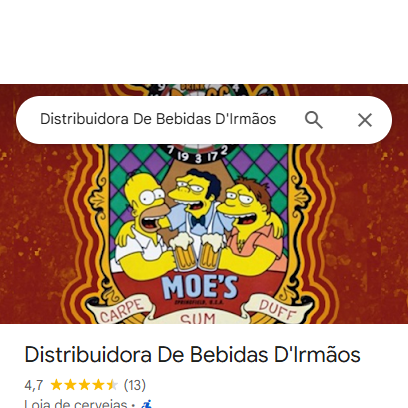 Distribuidora De Bebidas D'Irmãos
7 19 3 17 2
MOE'S
SPRINGFIELD, U.S.A.
CARPE
DUFF
SUM
Distribuidora De Bebidas D'Irmãos
4,7 (13)
Loja de cervejas ·